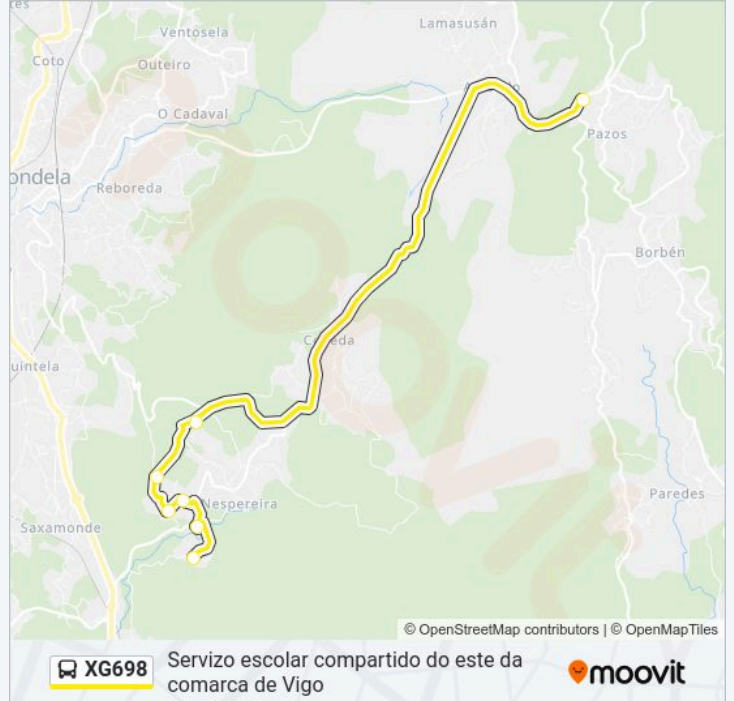 Lamasusán
Ventosela
Coto
Outeiro
O Cadaval
Pazos
ondela
Reboreda
Borbén
uintela
Paredes
Nespereira
Saxamonde
© OpenStreetMap contributors | © OpenMapTiles
XG698
Servizo escolar compartido do este da
comarca de Vigo
moovit